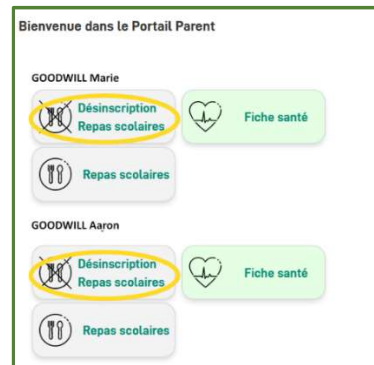 Bienvenue dans le Portail Parent
GOODWILL Marie
Désinscription
Repas scolaires
Fiche santé
Repas scolaires
GOODWILL Aaron
Désinscription
Repas scolaires
Fiche santé
Repas scolaires